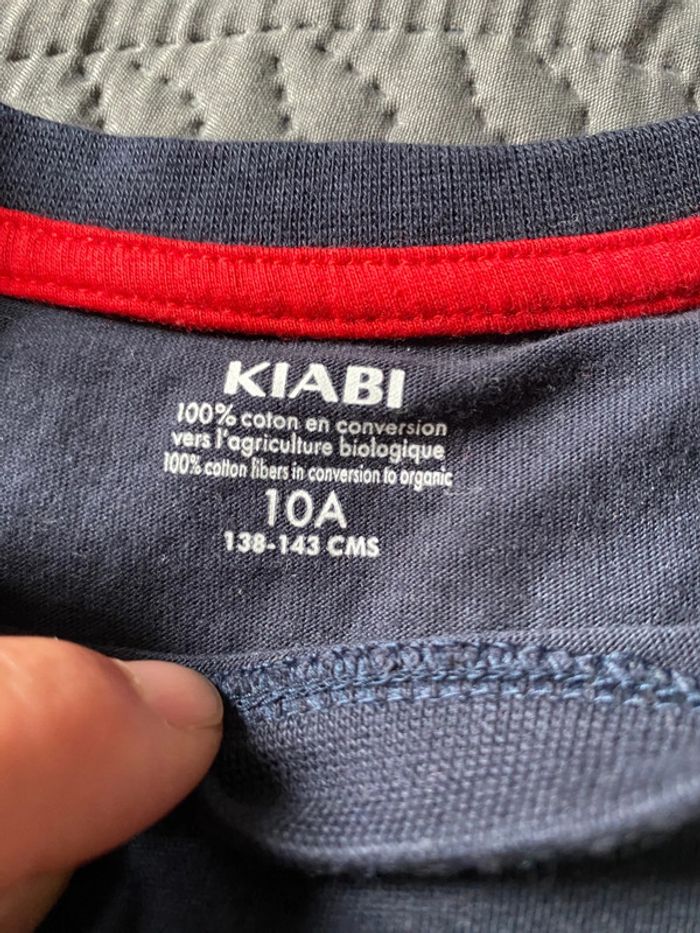 KIABI
100% coton en conversion
vers l'agriculture biologique
100% cotton fibers in conversion to organic
10A
138-143 CMS